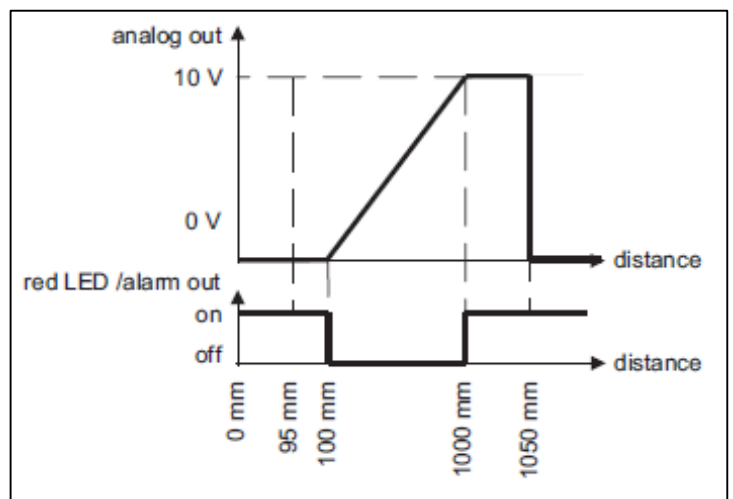 analog out
10 V
0 V
distance
red LED /alarm out
on
off
distance
0 mm
95 mm
100 mm
1000 mm
1050 mm